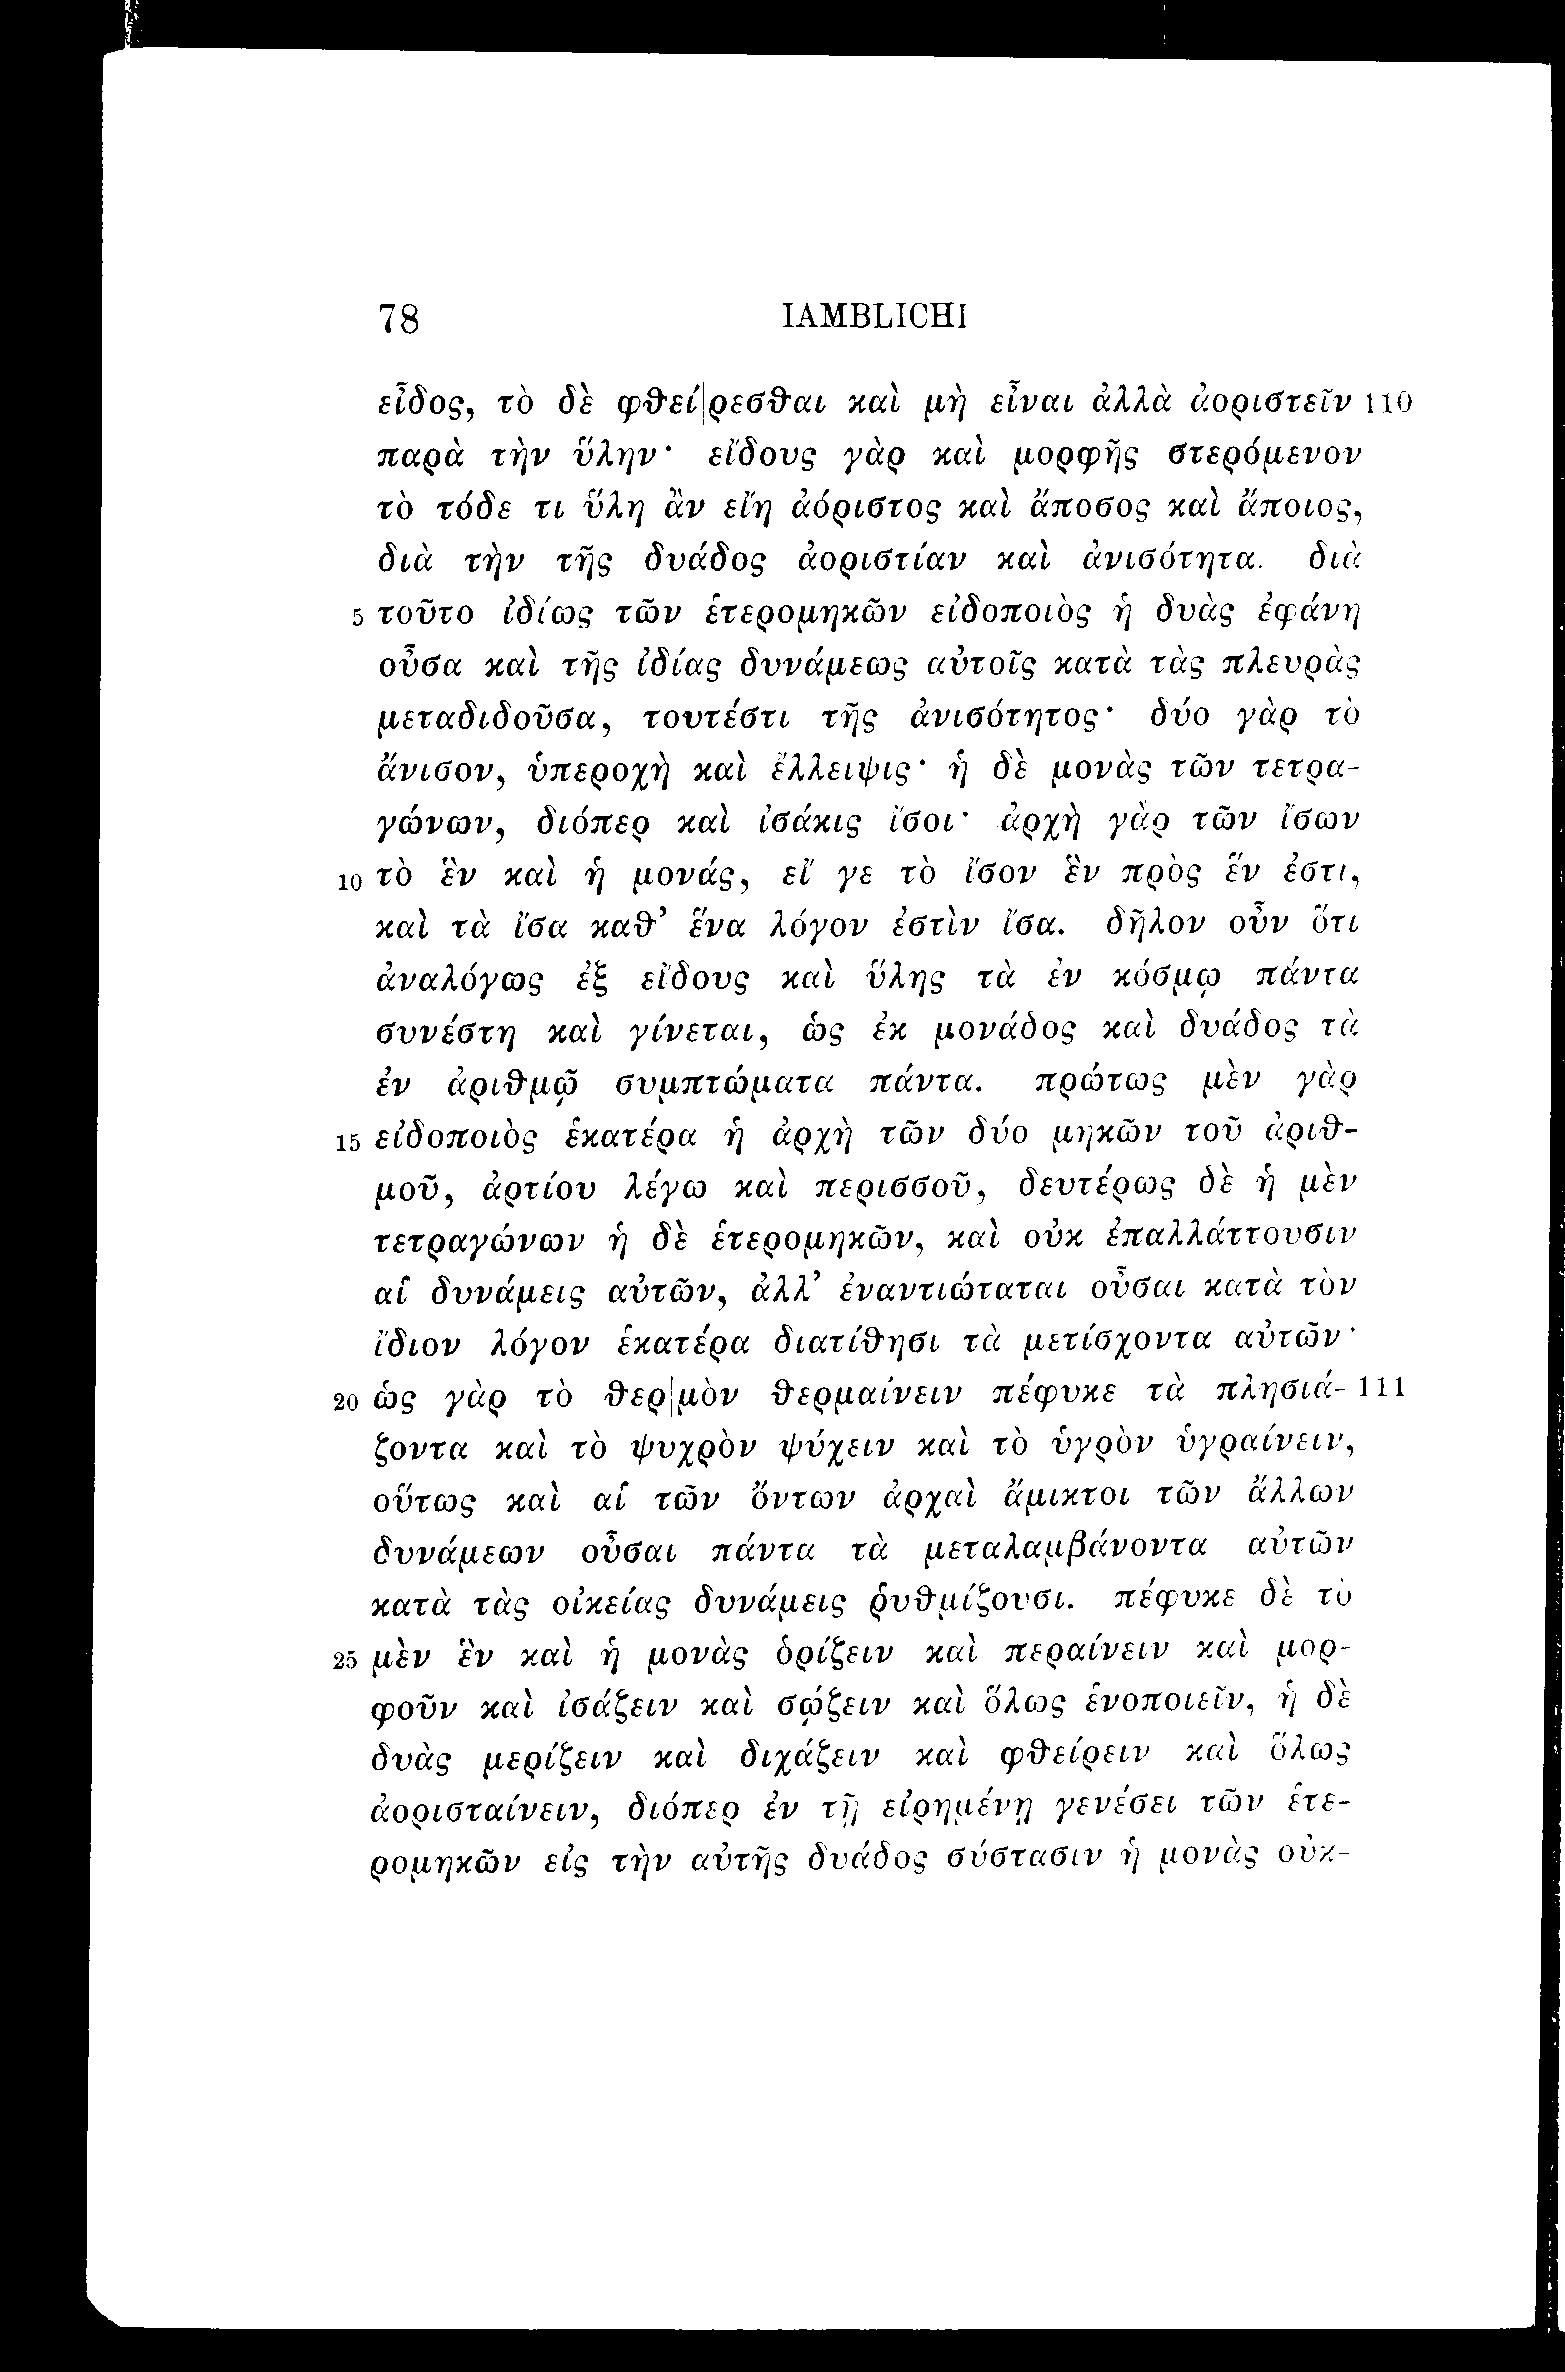 78 IAMBLICHI
εἶδος, τὸ δὲ φθεί|ρεσθαι καὶ μὴ εἶναι ἀλλὰ ἀοριστεῖν 110
παρὰ τὴν ὕλην· εἴδους γὰρ καὶ μορφῆς στερόμενον
τὸ τόδε τι ὕλη ἂν εἴη ἀόριστος καὶ ἄποσος καὶ ἄποιος,
διὰ τὴν τῆς δυάδος ἀοριστίαν καὶ ἀνισότητα. διὰ
5 τοῦτο ἰδίως τῶν ἑτερομηκῶν εἰδοποιὸς ἡ δυὰς ἐφάνη
οὖσα καὶ τῆς ἰδίας δυνάμεως αὐτοῖς κατὰ τὰς πλευρὰς
μεταδιδοῦσα, τουτέστι τῆς ἀνισότητος· δύο γὰρ τὸ
ἄνισον, ὑπεροχὴ καὶ ἔλλειψις· ἡ δὲ μονὰς τῶν τετρα-
γώνων, διόπερ καὶ ἰσάκις ἴσοι· ἀρχὴ γὰρ τῶν ἴσων
10 τὸ ἓν καὶ ἡ μονάς, εἴ γε τὸ ἴσον ἓν πρὸς ἕν ἐστι,
καὶ τὰ ἴσα καθ’ ἕνα λόγον ἐστὶν ἴσα. δῆλον οὖν ὅτι
ἀναλόγως ἐξ εἴδους καὶ ὕλης τὰ ἐν κόσμῳ πάντα
συνέστη καὶ γίνεται, ὡς ἐκ μονάδος καὶ δυάδος τὰ
ἐν ἀριθμῷ συμπτώματα πάντα. πρώτως μὲν γὰρ
15 εἰδοποιὸς ἑκατέρα ἡ ἀρχὴ τῶν δύο μηκῶν τοῦ ἀριθ-
μοῦ, ἀρτίου λέγω καὶ περισσοῦ, δευτέρως δὲ ἡ μὲν
τετραγώνων ἡ δὲ ἑτερομηκῶν, καὶ οὐκ ἐπαλλάττουσιν
αἱ δυνάμεις αὐτῶν, ἀλλ’ ἐναντιώταται οὖσαι κατὰ τὸν
ἴδιον λόγον ἑκατέρα διατίθησι τὰ μετίσχοντα αὐτῶν·
20 ὡς γὰρ τὸ θερ|μὸν θερμαίνειν πέφυκε τὰ πλησιά- 111
ζοντα καὶ τὸ ψυχρὸν ψύχειν καὶ τὸ ὑγρὸν ὑγραίνειν,
οὕτως καὶ αἱ τῶν ὄντων ἀρχαὶ ἄμικτοι τῶν ἄλλων
δυνάμεων οὖσαι πάντα τὰ μεταλαμβάνοντα αὐτῶν
κατὰ τὰς οἰκείας δυνάμεις ῥυθμίζουσι. πέφυκε δὲ τὸ
25 μὲν ἓν καὶ ἡ μονὰς ὁρίζειν καὶ περαίνειν καὶ μορ-
φοῦν καὶ ἰσάζειν καὶ σῴζειν καὶ ὅλως ἑνοποιεῖν, ἡ δὲ
δυὰς μερίζειν καὶ διχάζειν καὶ φθείρειν καὶ ὅλως
ἀορισταίνειν, διόπερ ἐν τῇ εἰρημένῃ γενέσει τῶν ἑτε-
ρομηκῶν εἰς τὴν αὐτῆς δυάδος σύστασιν ἡ μονὰς οὐκ-